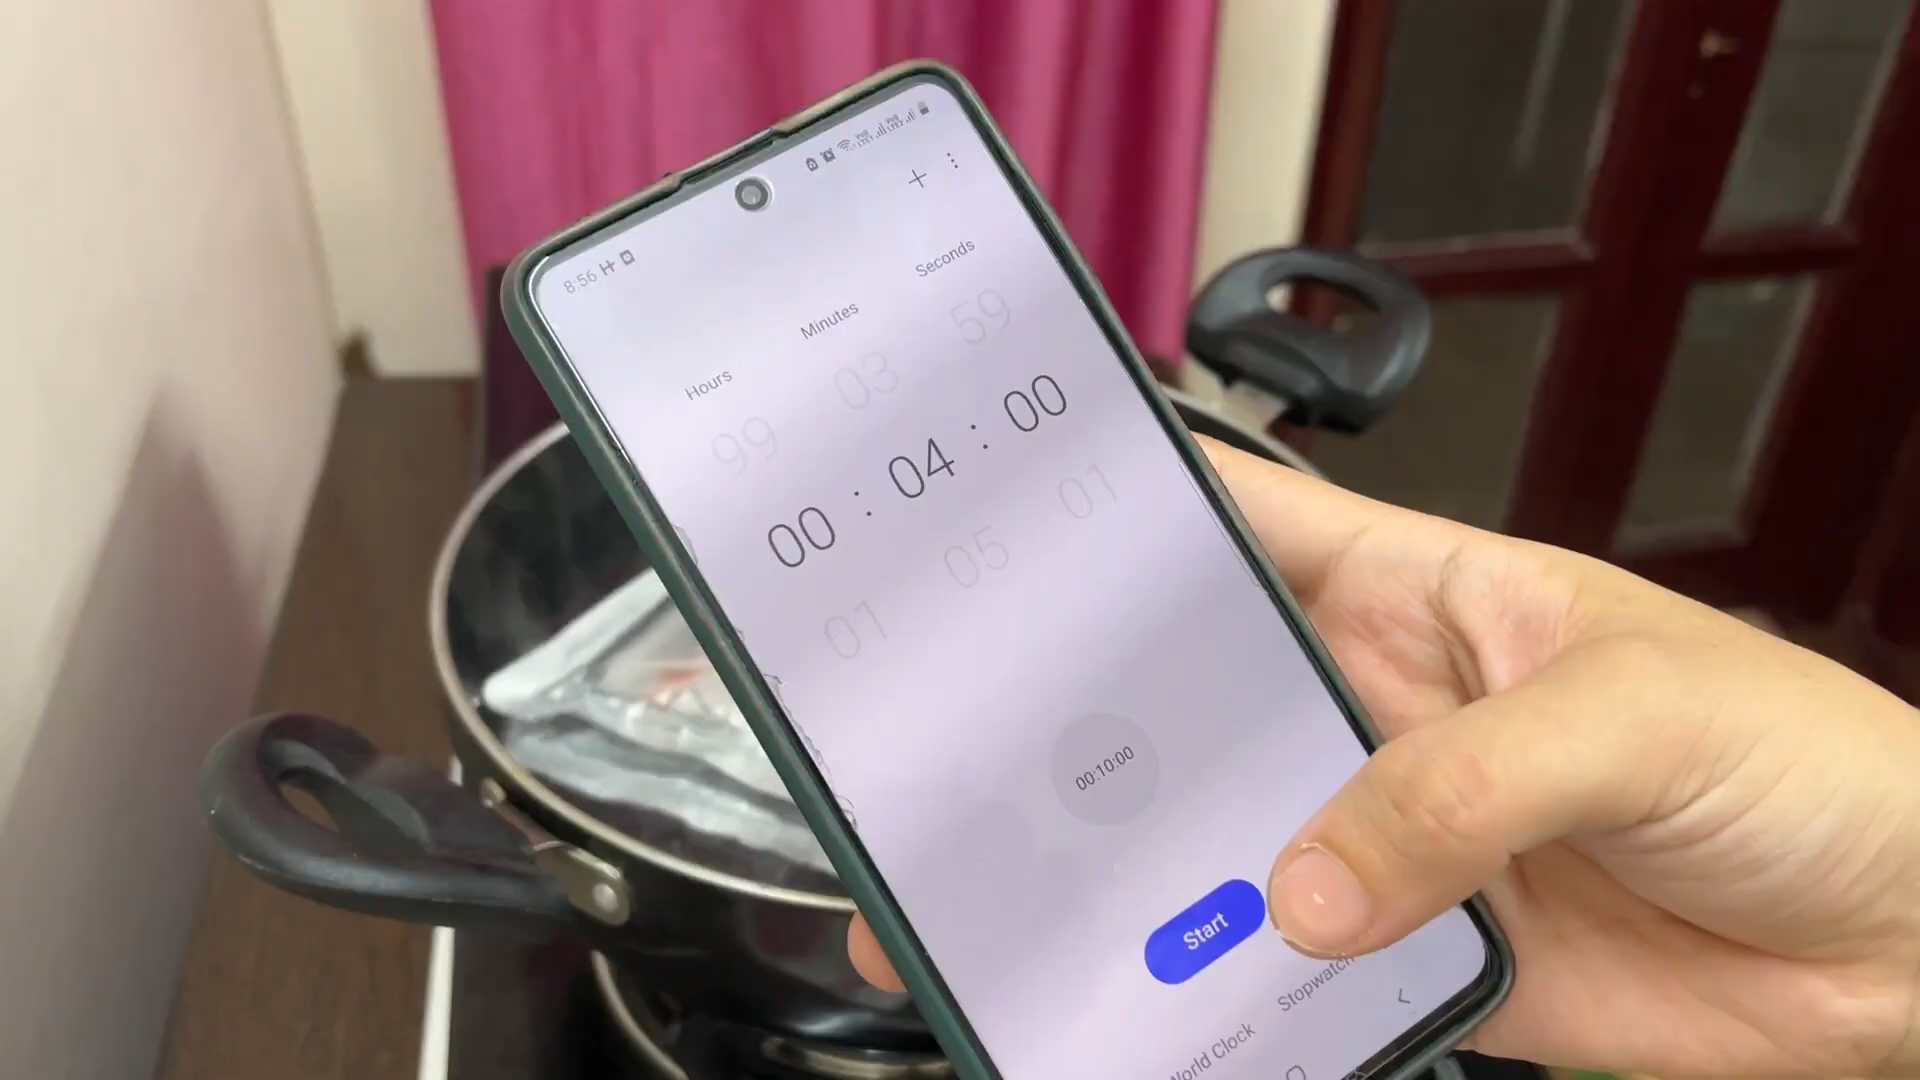 8:56
Hours Minutes Seconds
99 03 59
00 : 04 : 00
01 05 01
00:10:00
Start
World Clock Stopwatch